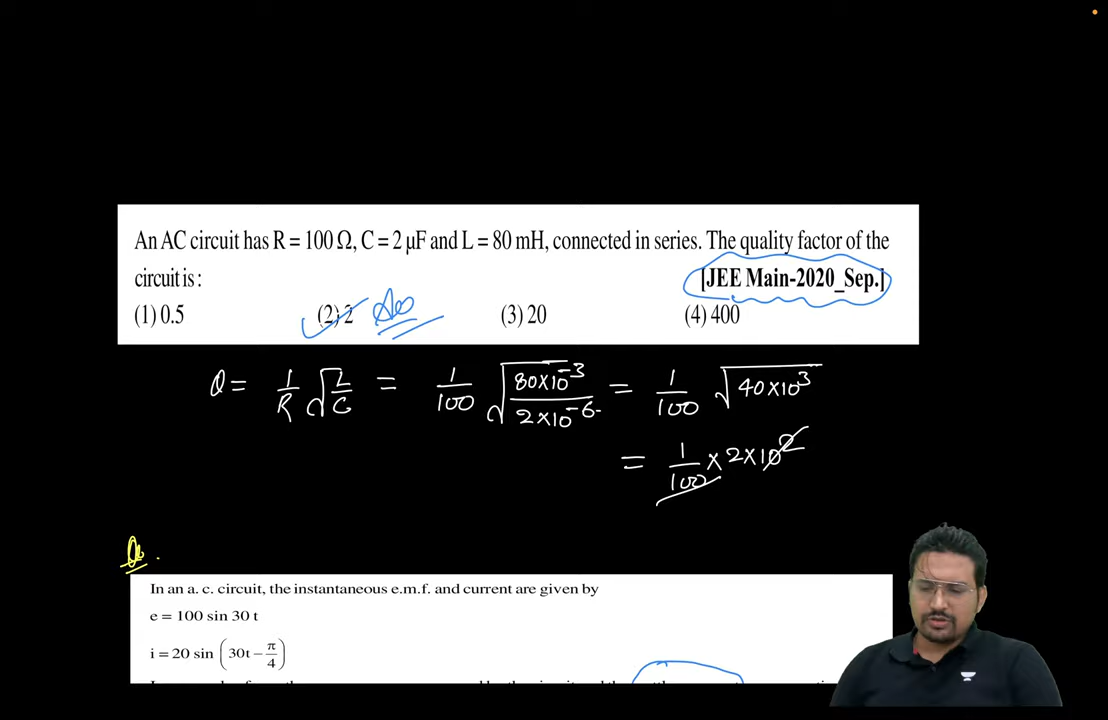 An AC circuit has R = 100 Ω, C = 2 μF and L = 80 mH, connected in series. The quality factor of the
circuit is : [JEE Main-2020_Sep.]
(1) 0.5 (2) 2 Ans (3) 20 (4) 400
Q = 1/R √(L/C) = 1/100 √(80×10⁻³/2×10⁻⁶) = 1/100 √(40×10³)
= 1/100 × 2×10²
In an a. c. circuit, the instantaneous e.m.f. and current are given by
e = 100 sin 30 t
i = 20 sin (30t − π/4)